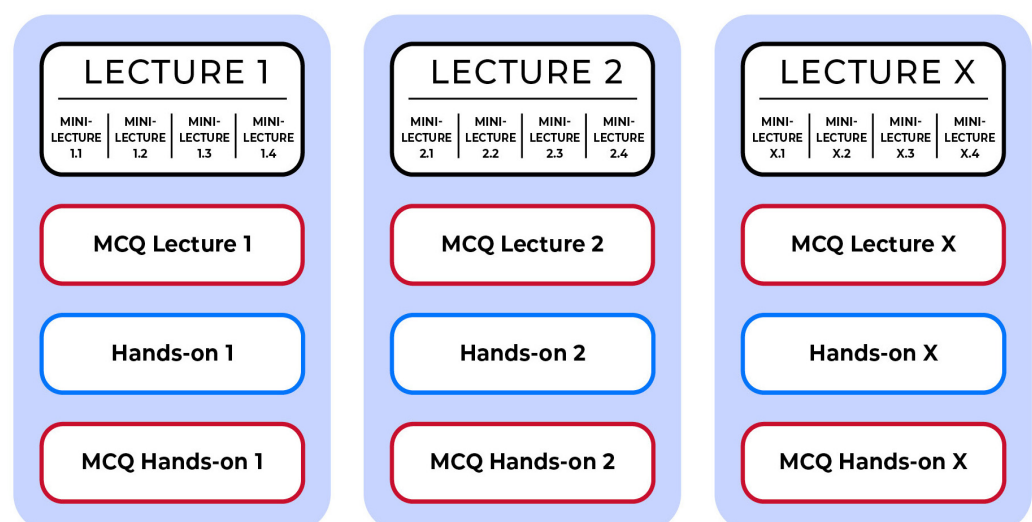 LECTURE 1
MINI-
LECTURE
1.1
MINI-
LECTURE
1.2
MINI-
LECTURE
1.3
MINI-
LECTURE
1.4
MCQ Lecture 1
Hands-on 1
MCQ Hands-on 1
LECTURE 2
MINI-
LECTURE
2.1
MINI-
LECTURE
2.2
MINI-
LECTURE
2.3
MINI-
LECTURE
2.4
MCQ Lecture 2
Hands-on 2
MCQ Hands-on 2
LECTURE X
MINI-
LECTURE
X.1
MINI-
LECTURE
X.2
MINI-
LECTURE
X.3
MINI-
LECTURE
X.4
MCQ Lecture X
Hands-on X
MCQ Hands-on X